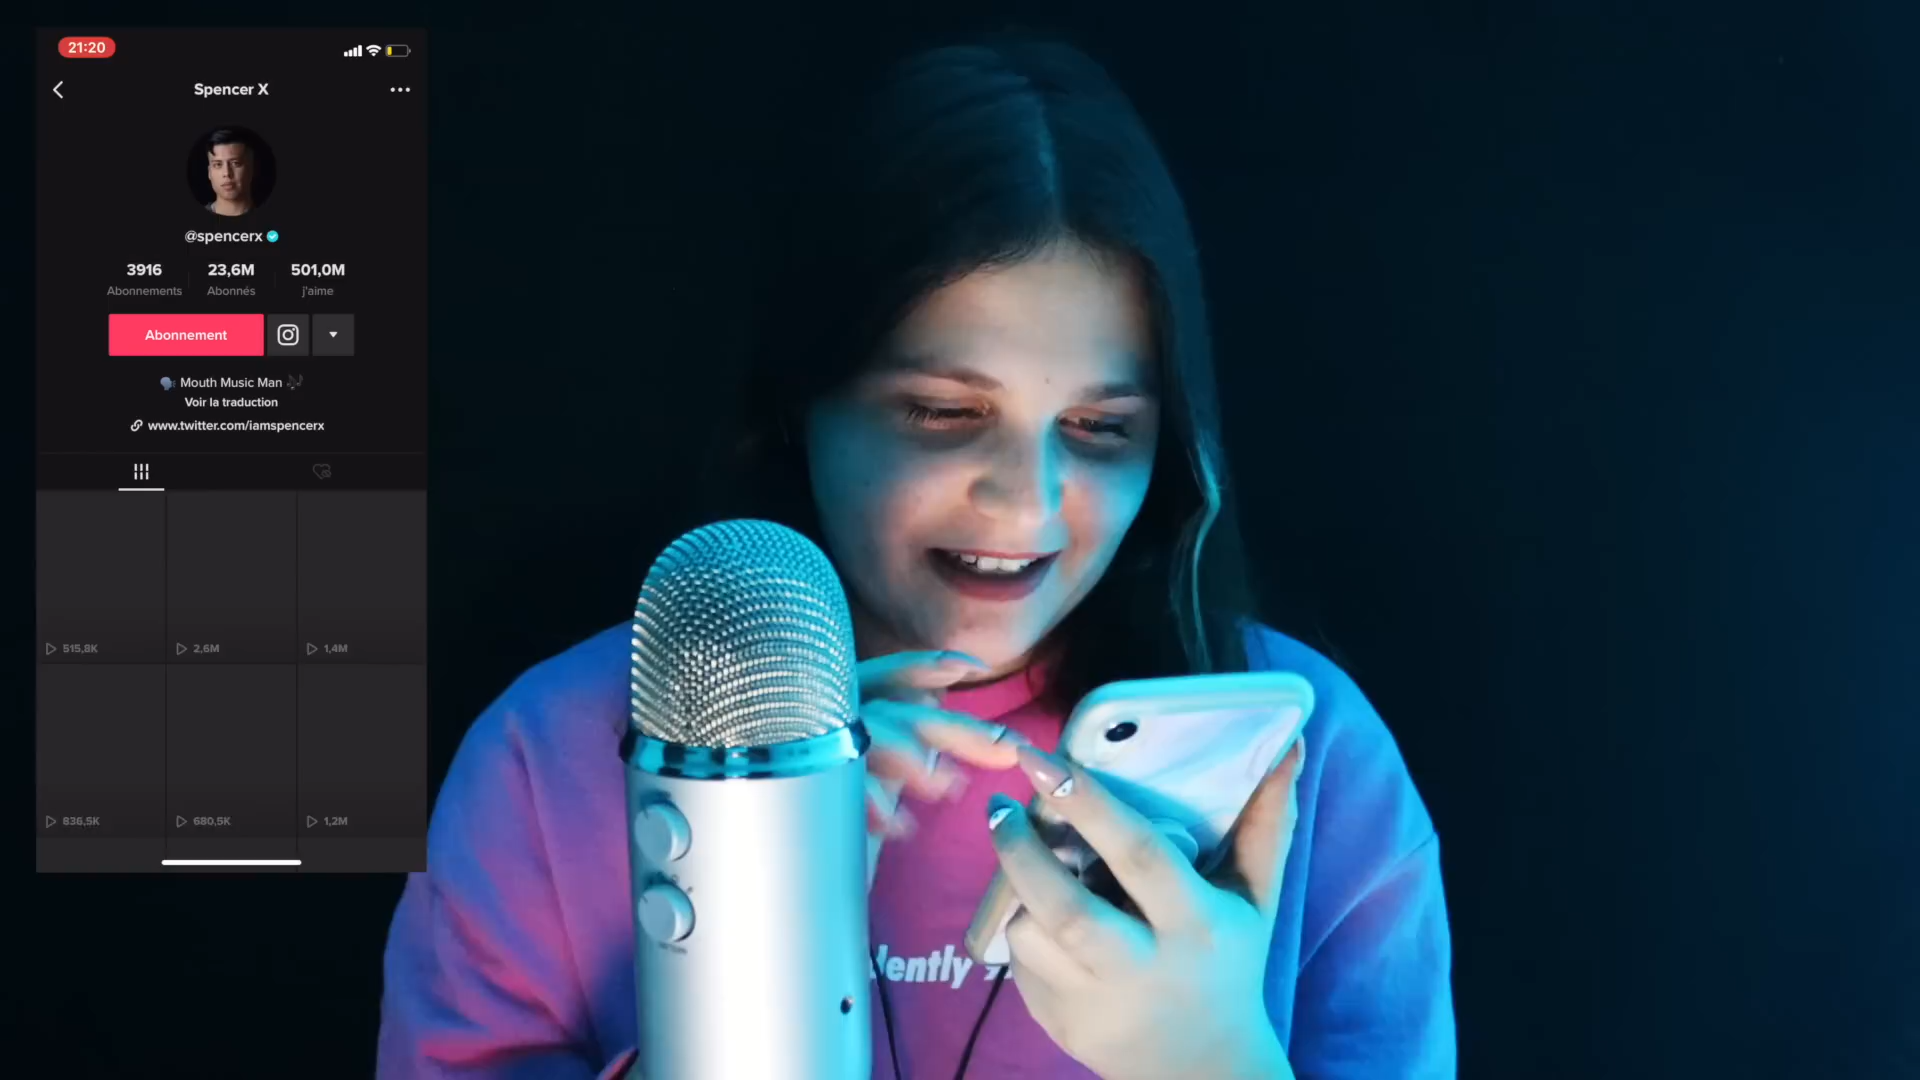 21:20
Spencer X
@spencerx
3916 23,6M 501,0M
Abonnements Abonnés j'aime
Abonnement
Mouth Music Man
Voir la traduction
www.twitter.com/iamspencerx
515,8K 2,6M 1,4M
836,5K 680,5K 1,2M
dently